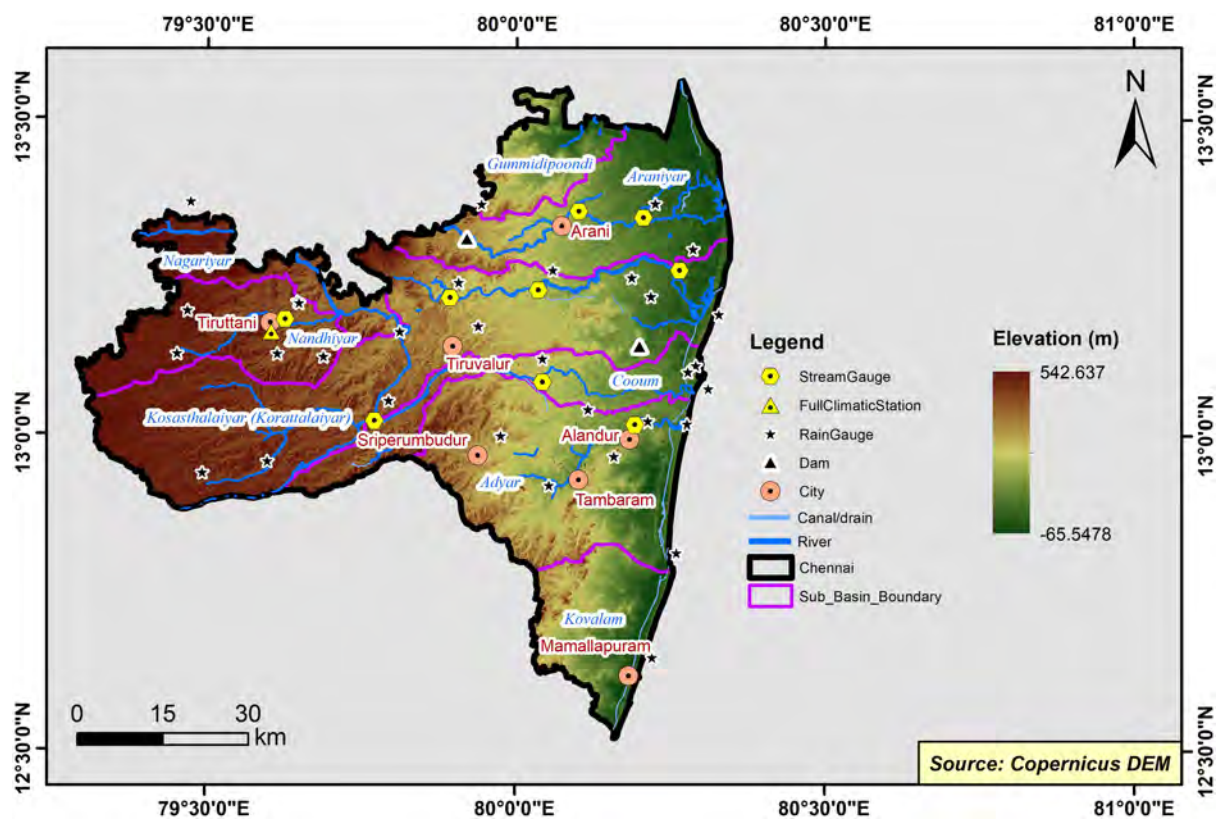 79°30'0"E 80°0'0"E 80°30'0"E 81°0'0"E
13°30'0"N
13°30'0"N
N
Gummidipoondi
Araniyar
Arani
Nagariyar
Tiruttani
Nandhiyar
Tiruvalur
Cooum
Kosasthalaiyar (Korattalaiyar)
Sriperumbudur
Alandur
Adyar
Tambaram
Kovalam
Mamallapuram
13°0'0"N
13°0'0"N
Legend
StreamGauge
FullClimaticStation
RainGauge
Dam
City
Canal/drain
River
Chennai
Sub_Basin_Boundary
Elevation (m)
542.637
-65.5478
0 15 30
km
12°30'0"N
12°30'0"N
Source: Copernicus DEM
79°30'0"E 80°0'0"E 80°30'0"E 81°0'0"E